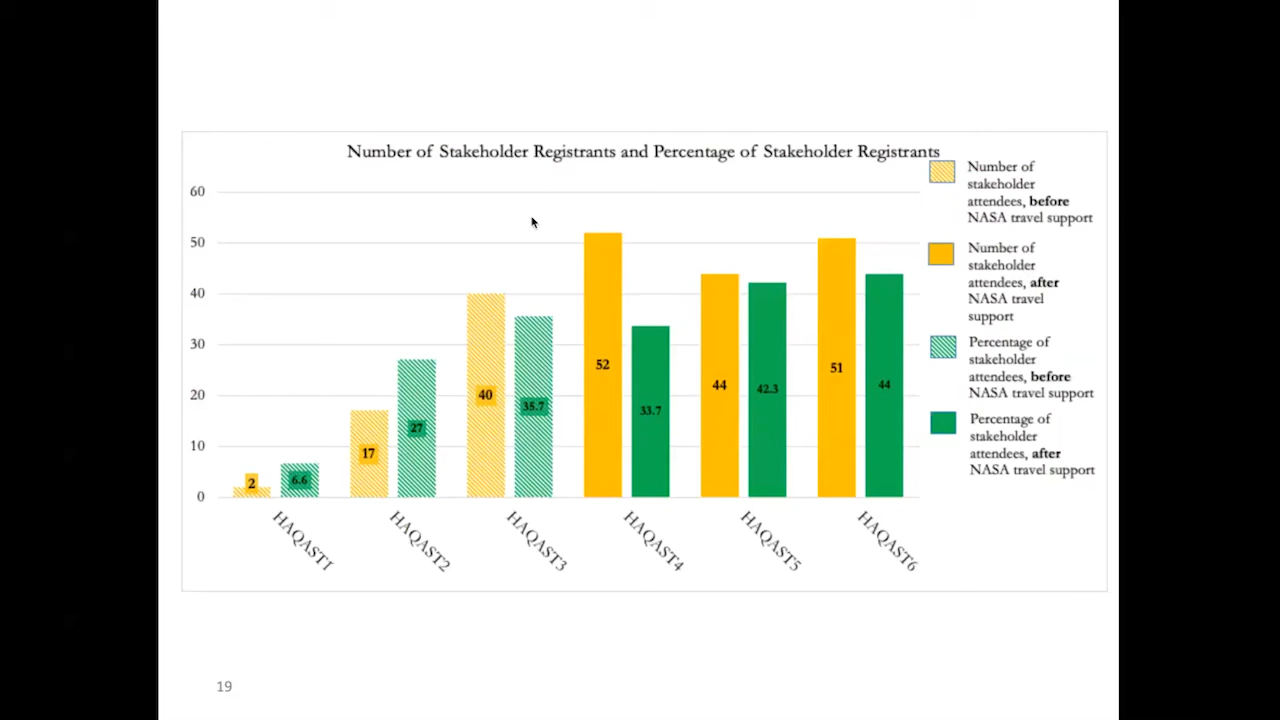 Number of Stakeholder Registrants and Percentage of Stakeholder Registrants
Number of
stakeholder
attendees, before
NASA travel support
Number of
stakeholder
attendees, after
NASA travel
support
Percentage of
stakeholder
attendees, before
NASA travel support
Percentage of
stakeholder
attendees, after
NASA travel support
60
50
40
30
20
10
0
2
6.6
17
27
40
35.7
52
33.7
44
42.3
51
44
HAQAST1
HAQAST2
HAQAST3
HAQAST4
HAQAST5
HAQAST6
19